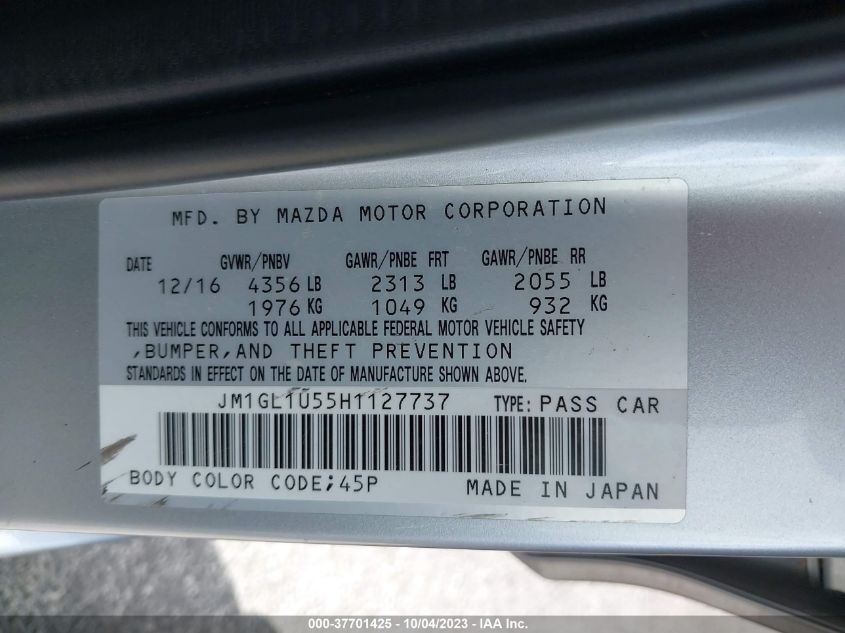 MFD. BY MAZDA MOTOR CORPORATION
DATE GVWR/PNBV GAWR/PNBE FRT GAWR/PNBE RR
12/16 4356 LB 2313 LB 2055 LB
1976 KG 1049 KG 932 KG
THIS VEHICLE CONFORMS TO ALL APPLICABLE FEDERAL MOTOR VEHICLE SAFETY
,BUMPER,AND THEFT PREVENTION
STANDARDS IN EFFECT ON THE DATE OF MANUFACTURE SHOWN ABOVE.
JM1GL1U55H1127737 TYPE: PASS CAR
BODY COLOR CODE;45P MADE IN JAPAN
000-37701425 - 10/04/2023 - IAA Inc.